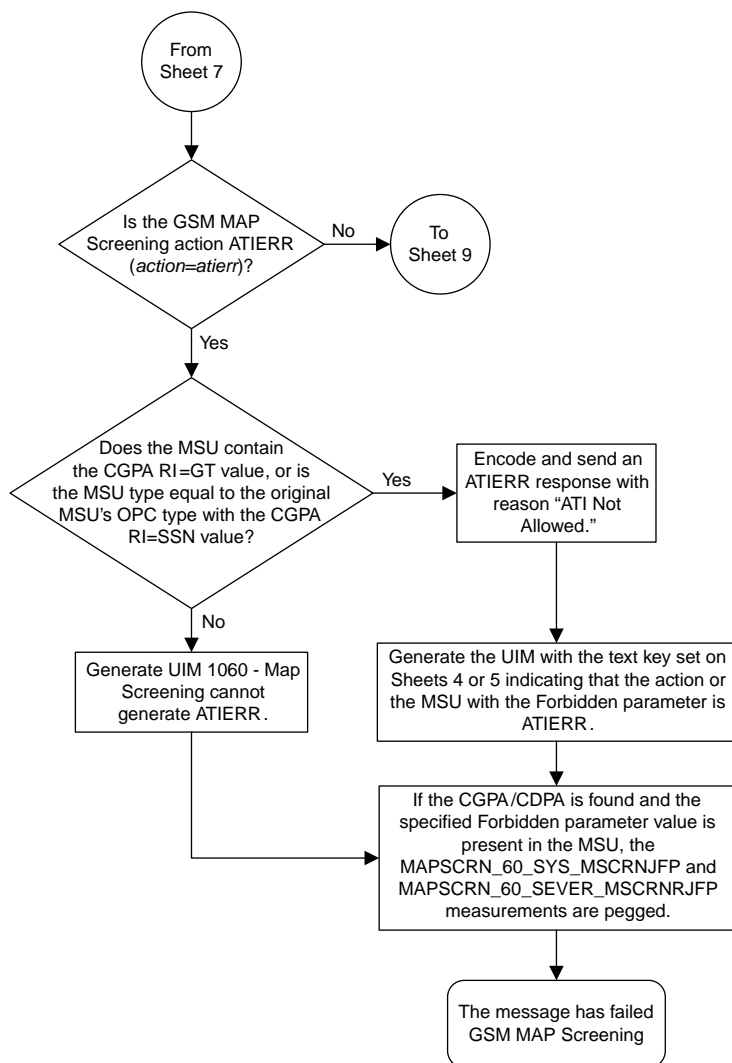 From
Sheet 7
Is the GSM MAP
Screening action ATIERR
(action=atierr)?
No
To
Sheet 9
Yes
Does the MSU contain
the CGPA RI=GT value, or is
the MSU type equal to the original
MSU's OPC type with the CGPA
RI=SSN value?
Yes
Encode and send an
ATIERR response with
reason “ATI Not
Allowed.”
No
Generate UIM 1060 - Map
Screening cannot
generate ATIERR.
Generate the UIM with the text key set on
Sheets 4 or 5 indicating that the action or
the MSU with the Forbidden parameter is
ATIERR.
If the CGPA/CDPA is found and the
specified Forbidden parameter value is
present in the MSU, the
MAPSCRN_60_SYS_MSCRNJFP and
MAPSCRN_60_SEVER_MSCRNRJFP
measurements are pegged.
The message has failed
GSM MAP Screening